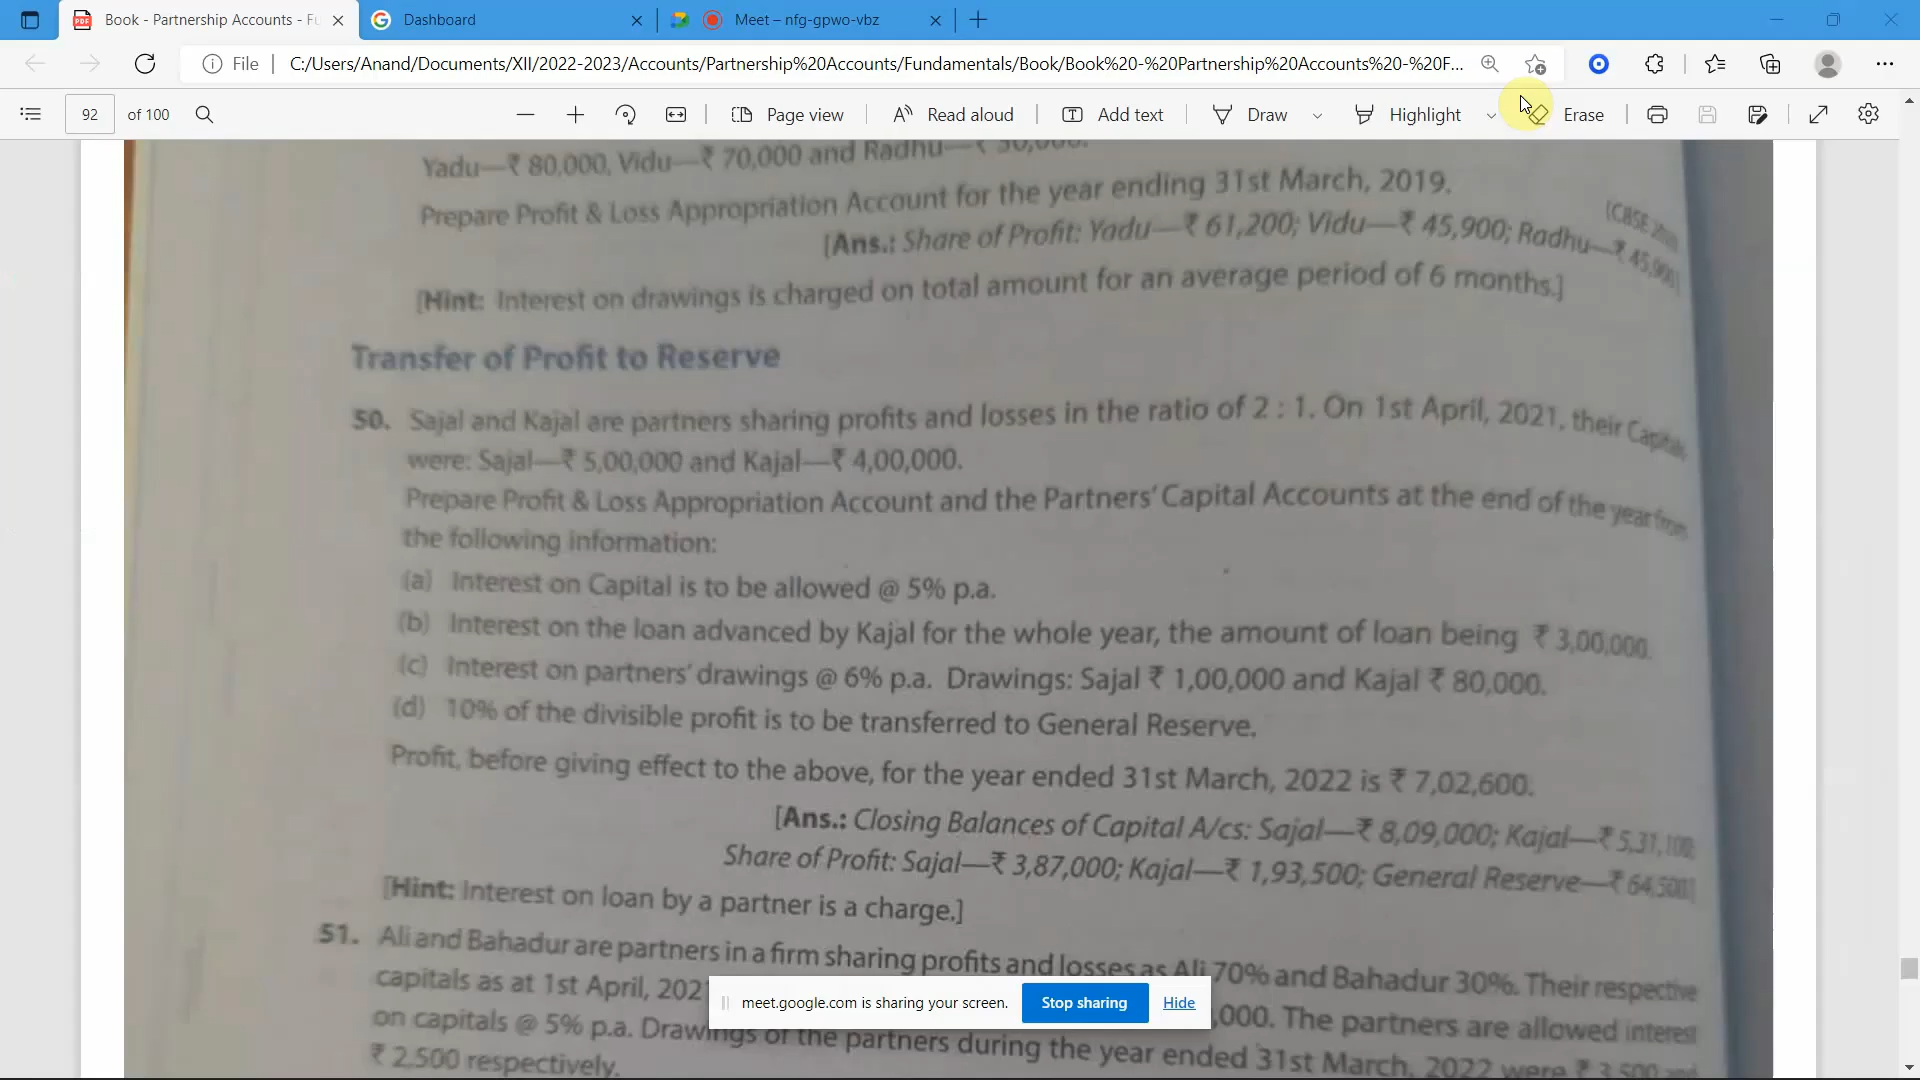 Book - Partnership Accounts - Fu
Dashboard
Meet – nfg-gpwo-vbz
File
C:/Users/Anand/Documents/XII/2022-2023/Accounts/Partnership%20Accounts/Fundamentals/Book/Book%20-%20Partnership%20Accounts%20-%20F...
92 of 100
Page view
Read aloud
Add text
Draw
Highlight
Erase
Yadu—₹ 80,000, Vidu—₹ 70,000 and Radhu—₹
Prepare Profit & Loss Appropriation Account for the year ending 31st March, 2019.
(CBSE
[Ans.: Share of Profit: Yadu—₹ 61,200; Vidu—₹ 45,900; Radhu—₹ 45,900]
[Hint: Interest on drawings is charged on total amount for an average period of 6 months.]
Transfer of Profit to Reserve
50. Sajal and Kajal are partners sharing profits and losses in the ratio of 2 : 1. On 1st April, 2021, their Capitals
were: Sajal—₹ 5,00,000 and Kajal—₹ 4,00,000.
Prepare Profit & Loss Appropriation Account and the Partners' Capital Accounts at the end of the year from
the following information:
(a) Interest on Capital is to be allowed @ 5% p.a.
(b) Interest on the loan advanced by Kajal for the whole year, the amount of loan being ₹ 3,00,000.
(c) Interest on partners' drawings @ 6% p.a. Drawings: Sajal ₹ 1,00,000 and Kajal ₹ 80,000.
(d) 10% of the divisible profit is to be transferred to General Reserve.
Profit, before giving effect to the above, for the year ended 31st March, 2022 is ₹ 7,02,600.
[Ans.: Closing Balances of Capital A/cs: Sajal—₹ 8,09,000; Kajal—₹ 5,31,100;
Share of Profit: Sajal—₹ 3,87,000; Kajal—₹ 1,93,500; General Reserve—₹ 64,500]
[Hint: Interest on loan by a partner is a charge.]
51. Ali and Bahadur are partners in a firm sharing profits and losses as Ali 70% and Bahadur 30%. Their respective
capitals as at 1st April, 202
,000. The partners are allowed interest
on capitals @ 5% p.a. Drawings of the partners during the year ended 31st March, 2022 were ₹ 3,500 and
₹ 2,500 respectively.
meet.google.com is sharing your screen.
Stop sharing
Hide